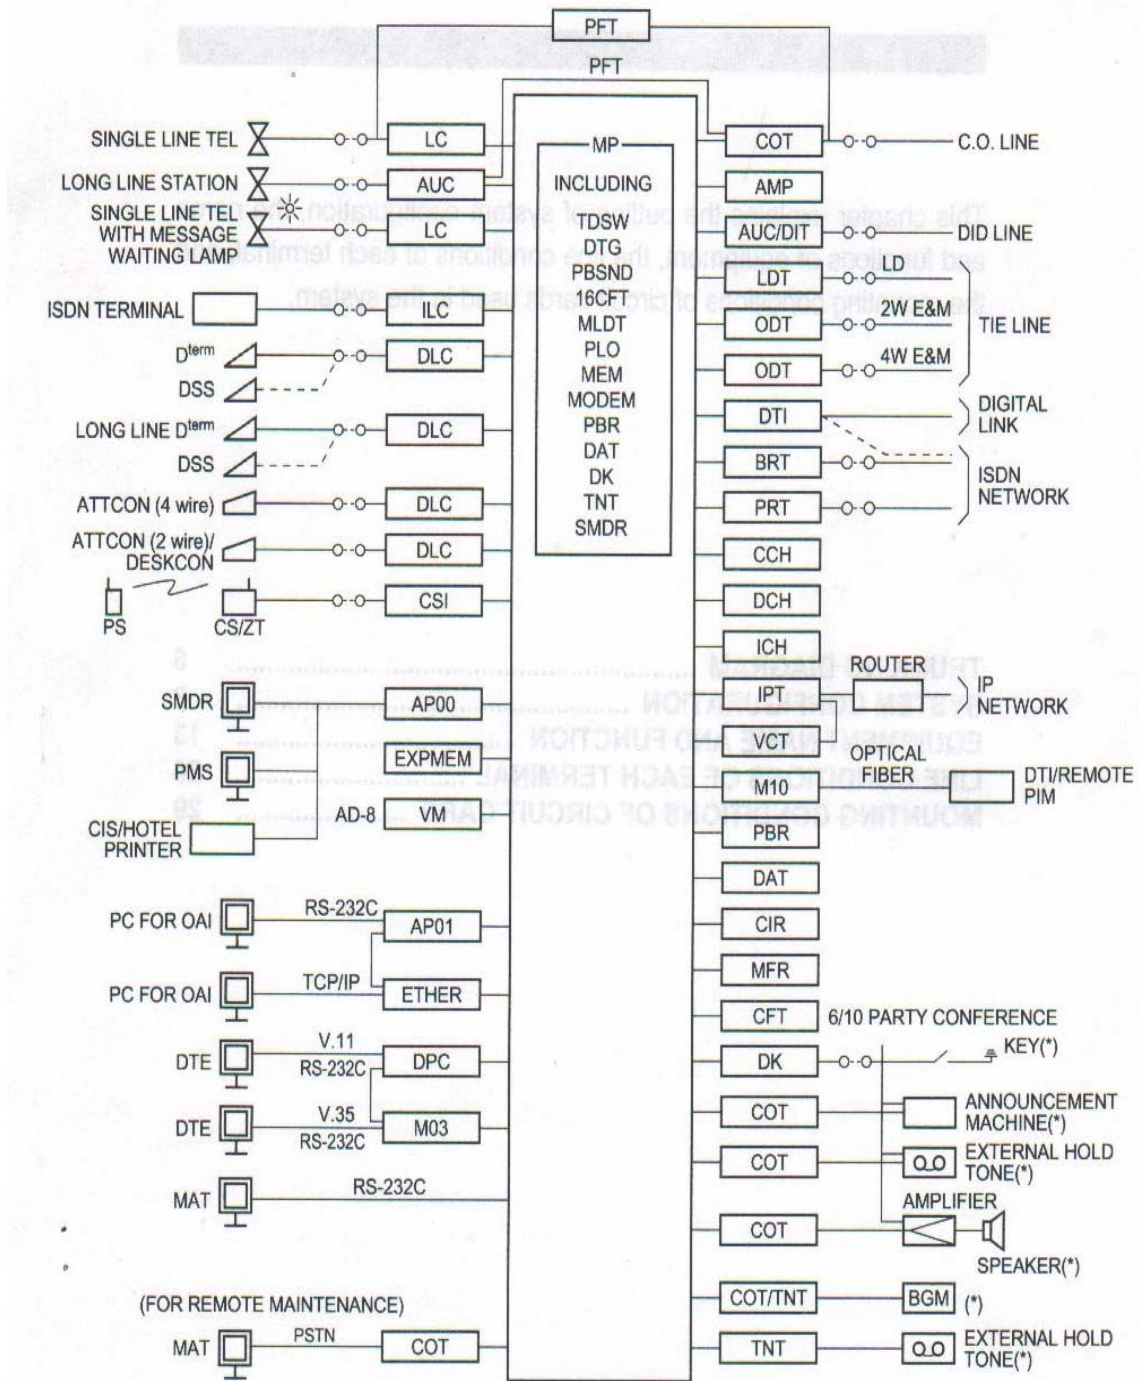 PFT
PFT
SINGLE LINE TEL
LC
LONG LINE STATION
AUC
SINGLE LINE TEL
WITH MESSAGE
WAITING LAMP
LC
ISDN TERMINAL
ILC
Dterm
DLC
DSS
LONG LINE Dterm
DLC
DSS
ATTCON (4 wire)
DLC
ATTCON (2 wire)/
DESKCON
DLC
PS
CS/ZT
CSI
SMDR
AP00
PMS
EXPMEM
CIS/HOTEL
PRINTER
AD-8
VM
PC FOR OAI
RS-232C
AP01
PC FOR OAI
TCP/IP
ETHER
DTE
V.11
RS-232C
DPC
DTE
V.35
RS-232C
M03
MAT
RS-232C
(FOR REMOTE MAINTENANCE)
MAT
PSTN
COT
MP
INCLUDING
TDSW
DTG
PBSND
16CFT
MLDT
PLO
MEM
MODEM
PBR
DAT
DK
TNT
SMDR
COT
C.O. LINE
AMP
AUC/DIT
DID LINE
LDT
LD
ODT
2W E&M
TIE LINE
ODT
4W E&M
DTI
DIGITAL
LINK
BRT
ISDN
NETWORK
PRT
CCH
DCH
ICH
ROUTER
IPT
IP
NETWORK
VCT
OPTICAL
FIBER
M10
DTI/REMOTE
PIM
PBR
DAT
CIR
MFR
CFT
6/10 PARTY CONFERENCE
DK
KEY(*)
COT
ANNOUNCEMENT
MACHINE(*)
COT
EXTERNAL HOLD
TONE(*)
AMPLIFIER
COT
SPEAKER(*)
COT/TNT
BGM
(*)
TNT
EXTERNAL HOLD
TONE(*)